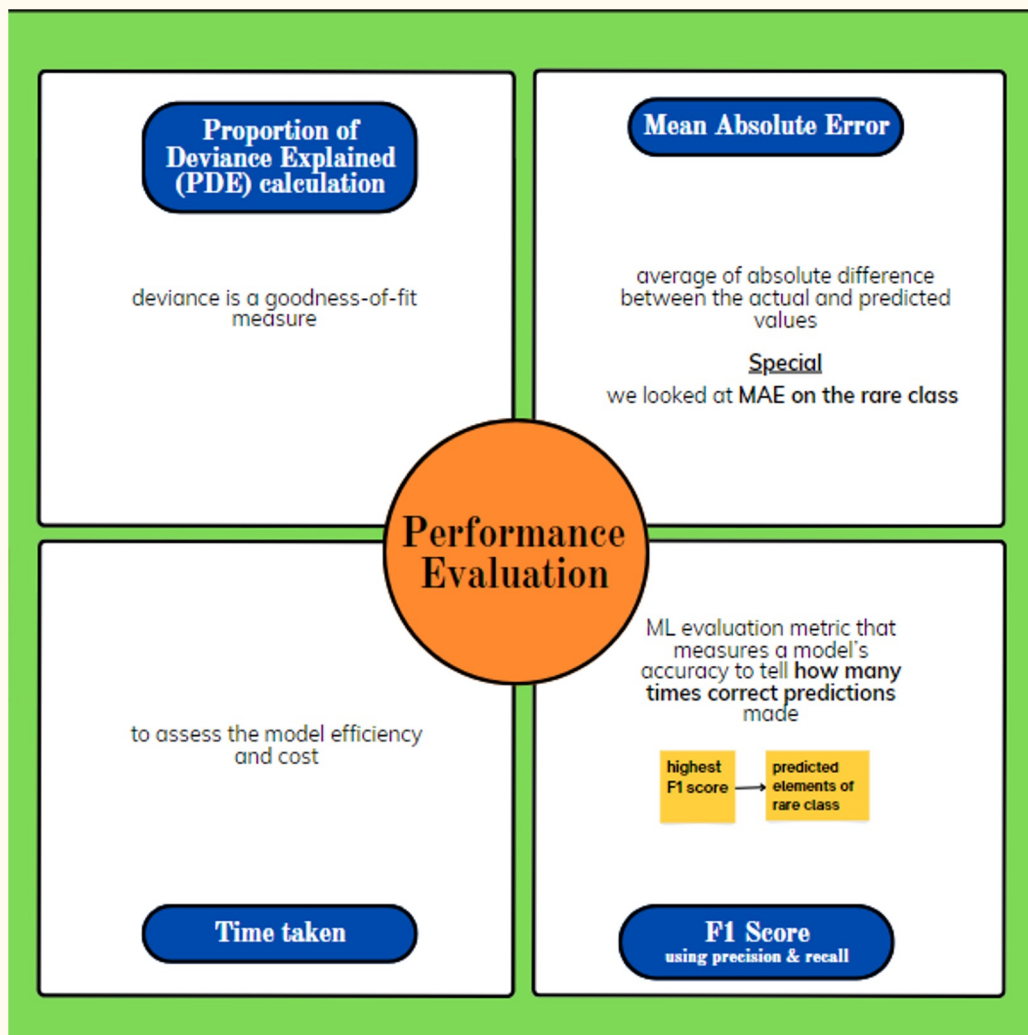 Proportion of
Deviance Explained
(PDE) calculation
deviance is a goodness-of-fit
measure
Mean Absolute Error
average of absolute difference
between the actual and predicted
values
Special
we looked at MAE on the rare class
Performance
Evaluation
to assess the model efficiency
and cost
Time taken
ML evaluation metric that
measures a model's
accuracy to tell how many
times correct predictions
made
highest
F1 score
predicted
elements of
rare class
F1 Score
using precision & recall